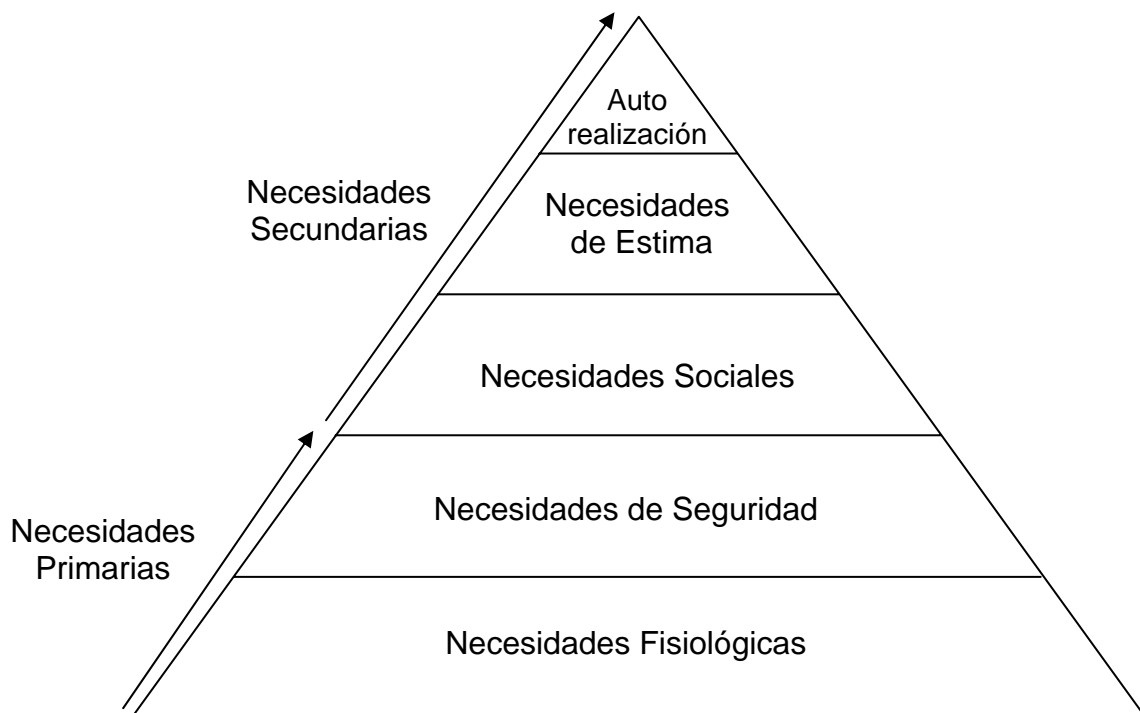 Auto
realización
Necesidades
Secundarias
Necesidades
de Estima
Necesidades Sociales
Necesidades de Seguridad
Necesidades
Primarias
Necesidades Fisiológicas